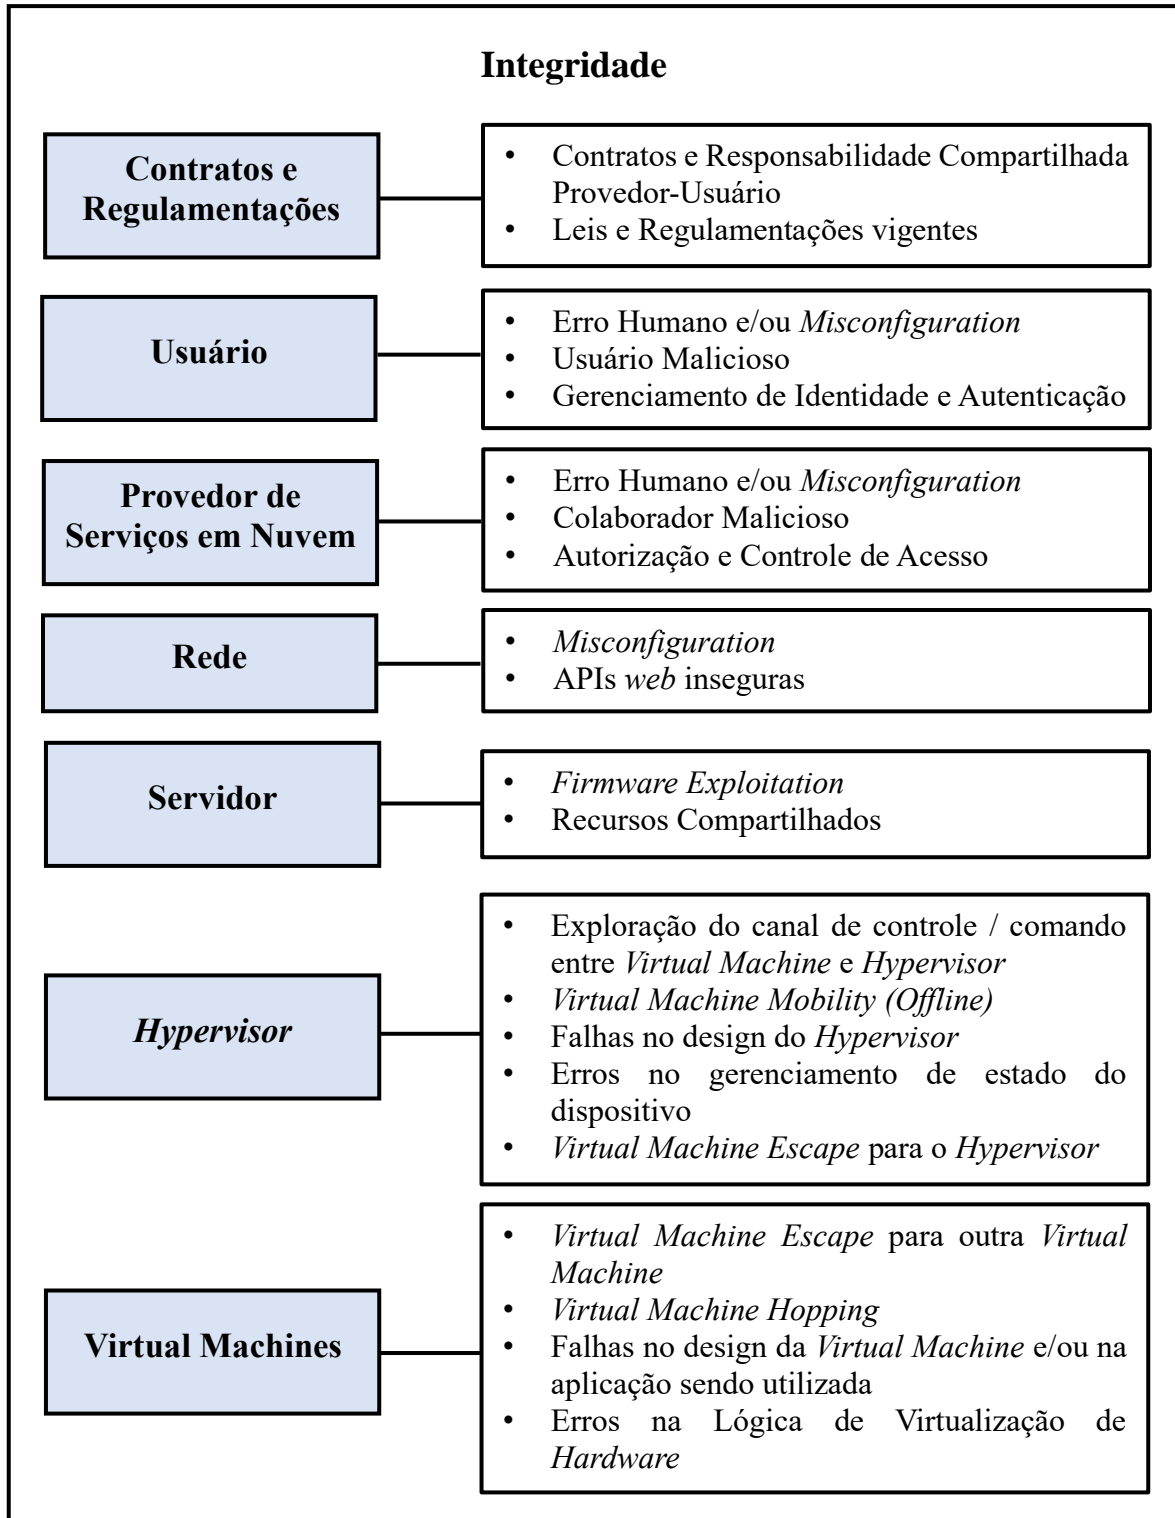 Integridade
Contratos e
Regulamentações
• Contratos e Responsabilidade Compartilhada
Provedor-Usuário
• Leis e Regulamentações vigentes
Usuário
• Erro Humano e/ou Misconfiguration
• Usuário Malicioso
• Gerenciamento de Identidade e Autenticação
Provedor de
Serviços em Nuvem
• Erro Humano e/ou Misconfiguration
• Colaborador Malicioso
• Autorização e Controle de Acesso
Rede
• Misconfiguration
• APIs web inseguras
Servidor
• Firmware Exploitation
• Recursos Compartilhados
Hypervisor
• Exploração do canal de controle / comando
entre Virtual Machine e Hypervisor
• Virtual Machine Mobility (Offline)
• Falhas no design do Hypervisor
• Erros no gerenciamento de estado do
dispositivo
• Virtual Machine Escape para o Hypervisor
Virtual Machines
• Virtual Machine Escape para outra Virtual
Machine
• Virtual Machine Hopping
• Falhas no design da Virtual Machine e/ou na
aplicação sendo utilizada
• Erros na Lógica de Virtualização de
Hardware